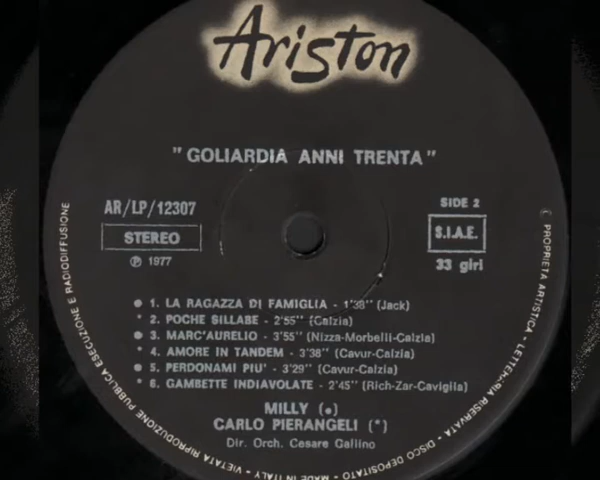 Ariston
"GOLIARDIA ANNI TRENTA"
AR/LP/12307
STEREO
℗ 1977
SIDE 2
S.I.A.E.
33 giri
● 1. LA RAGAZZA DI FAMIGLIA - 1'38'' (Jack)
* 2. POCHE SILLABE - 2'55'' (Calzia)
● 3. MARC'AURELIO - 3'55'' (Nizza-Morbelli-Calzia)
* 4. AMORE IN TANDEM - 3'38'' (Cavur-Calzia)
● 5. PERDONAMI PIU' - 3'29'' (Cavur-Calzia)
* 6. GAMBETTE INDIAVOLATE - 2'45'' (Rich-Zar-Caviglia)
MILLY (●)
CARLO PIERANGELI (*)
Dir. Orch. Cesare Gallino
© PROPRIETÀ ARTISTICA - LETTERARIA RISERVATA - DISCO DEPOSITATO - MADE IN ITALY - VIETATA RIPRODUZIONE PUBBLICA ESECUZIONE E RADIODIFFUSIONE